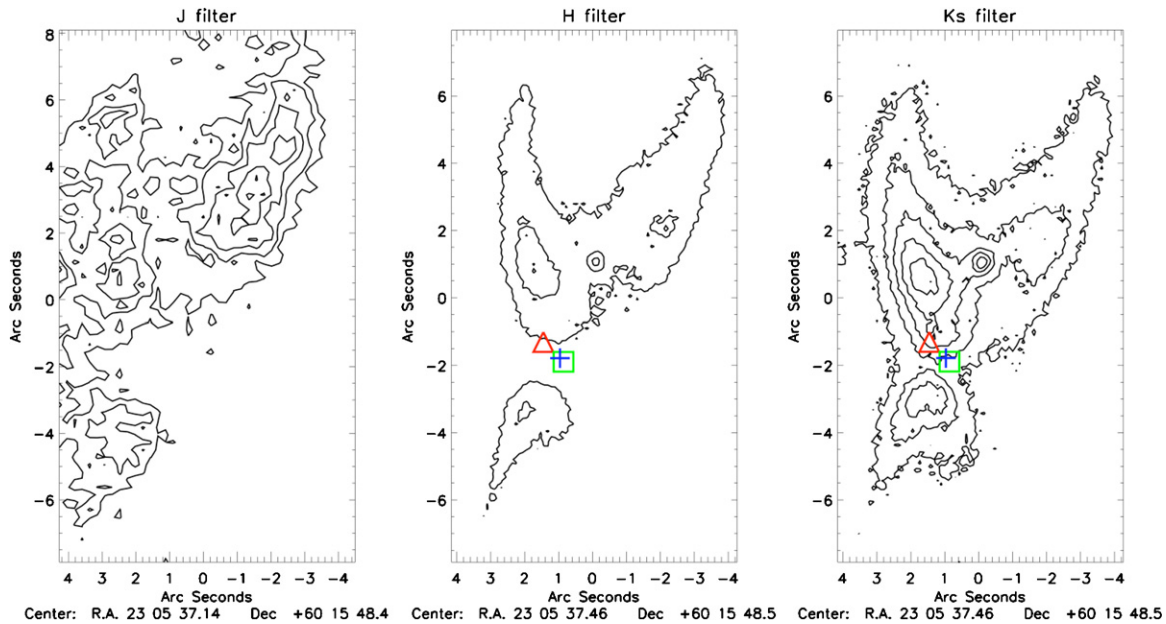 J filter
H filter
Ks filter
8
6
4
2
0
-2
-4
-6
Arc Seconds
4 3 2 1 0 -1 -2 -3 -4
Arc Seconds
Center: R.A. 23 05 37.14 Dec +60 15 48.4
6
4
2
0
-2
-4
-6
Arc Seconds
4 3 2 1 0 -1 -2 -3 -4
Arc Seconds
Center: R.A. 23 05 37.46 Dec +60 15 48.5
6
4
2
0
-2
-4
-6
Arc Seconds
4 3 2 1 0 -1 -2 -3 -4
Arc Seconds
Center: R.A. 23 05 37.46 Dec +60 15 48.5